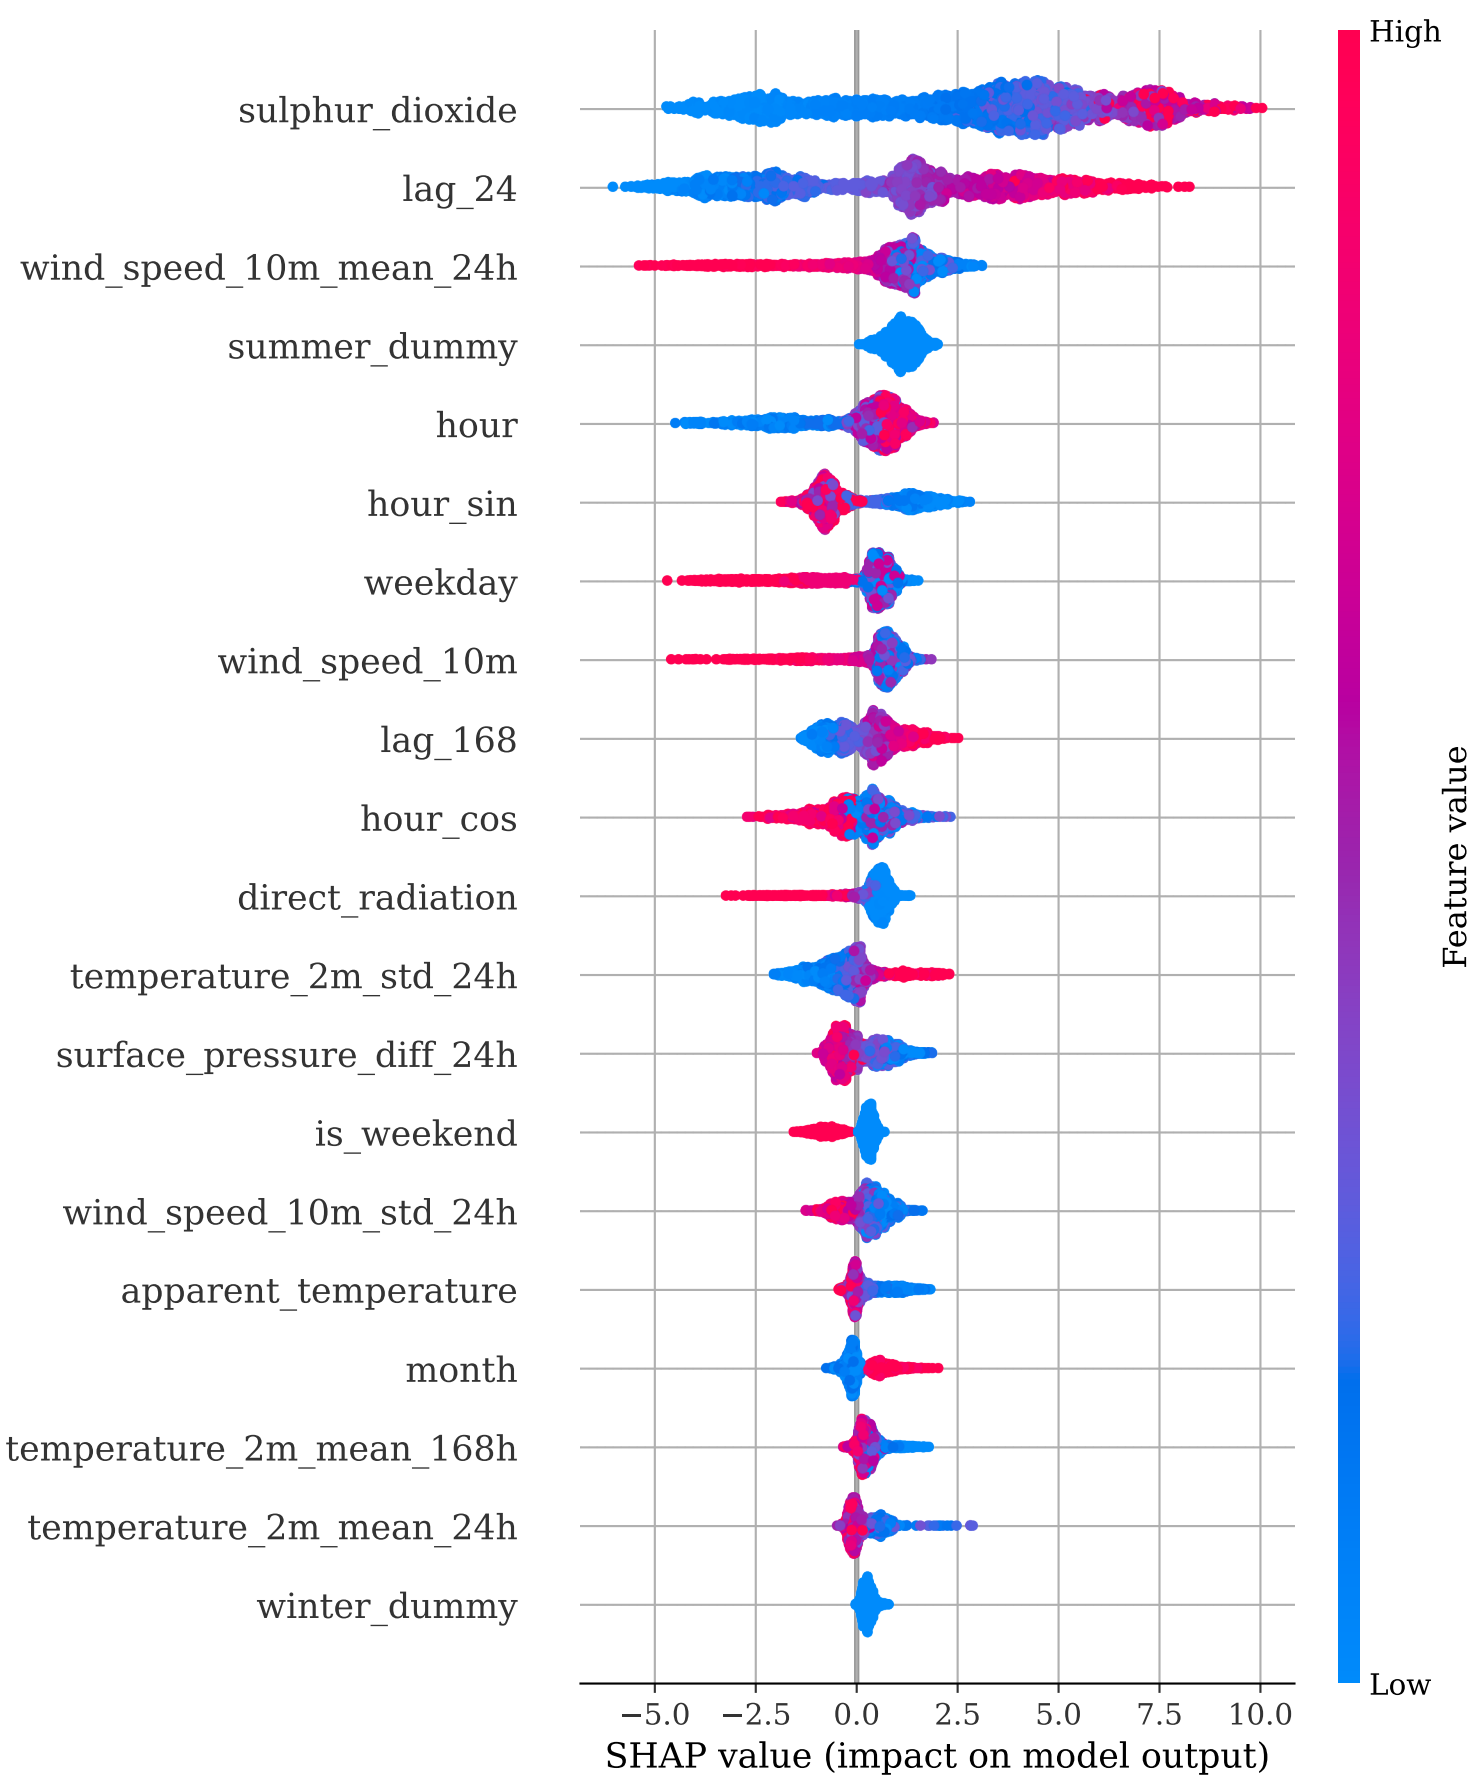 High
sulphur_dioxide
lag_24
wind_speed_10m_mean_24h
summer_dummy
hour
hour_sin
weekday
wind_speed_10m
lag_168
hour_cos
direct_radiation
temperature_2m_std_24h
surface_pressure_diff_24h
is_weekend
wind_speed_10m_std_24h
apparent_temperature
month
temperature_2m_mean_168h
temperature_2m_mean_24h
winter_dummy
Feature value
Low
−5.0 −2.5 0.0 2.5 5.0 7.5 10.0
SHAP value (impact on model output)